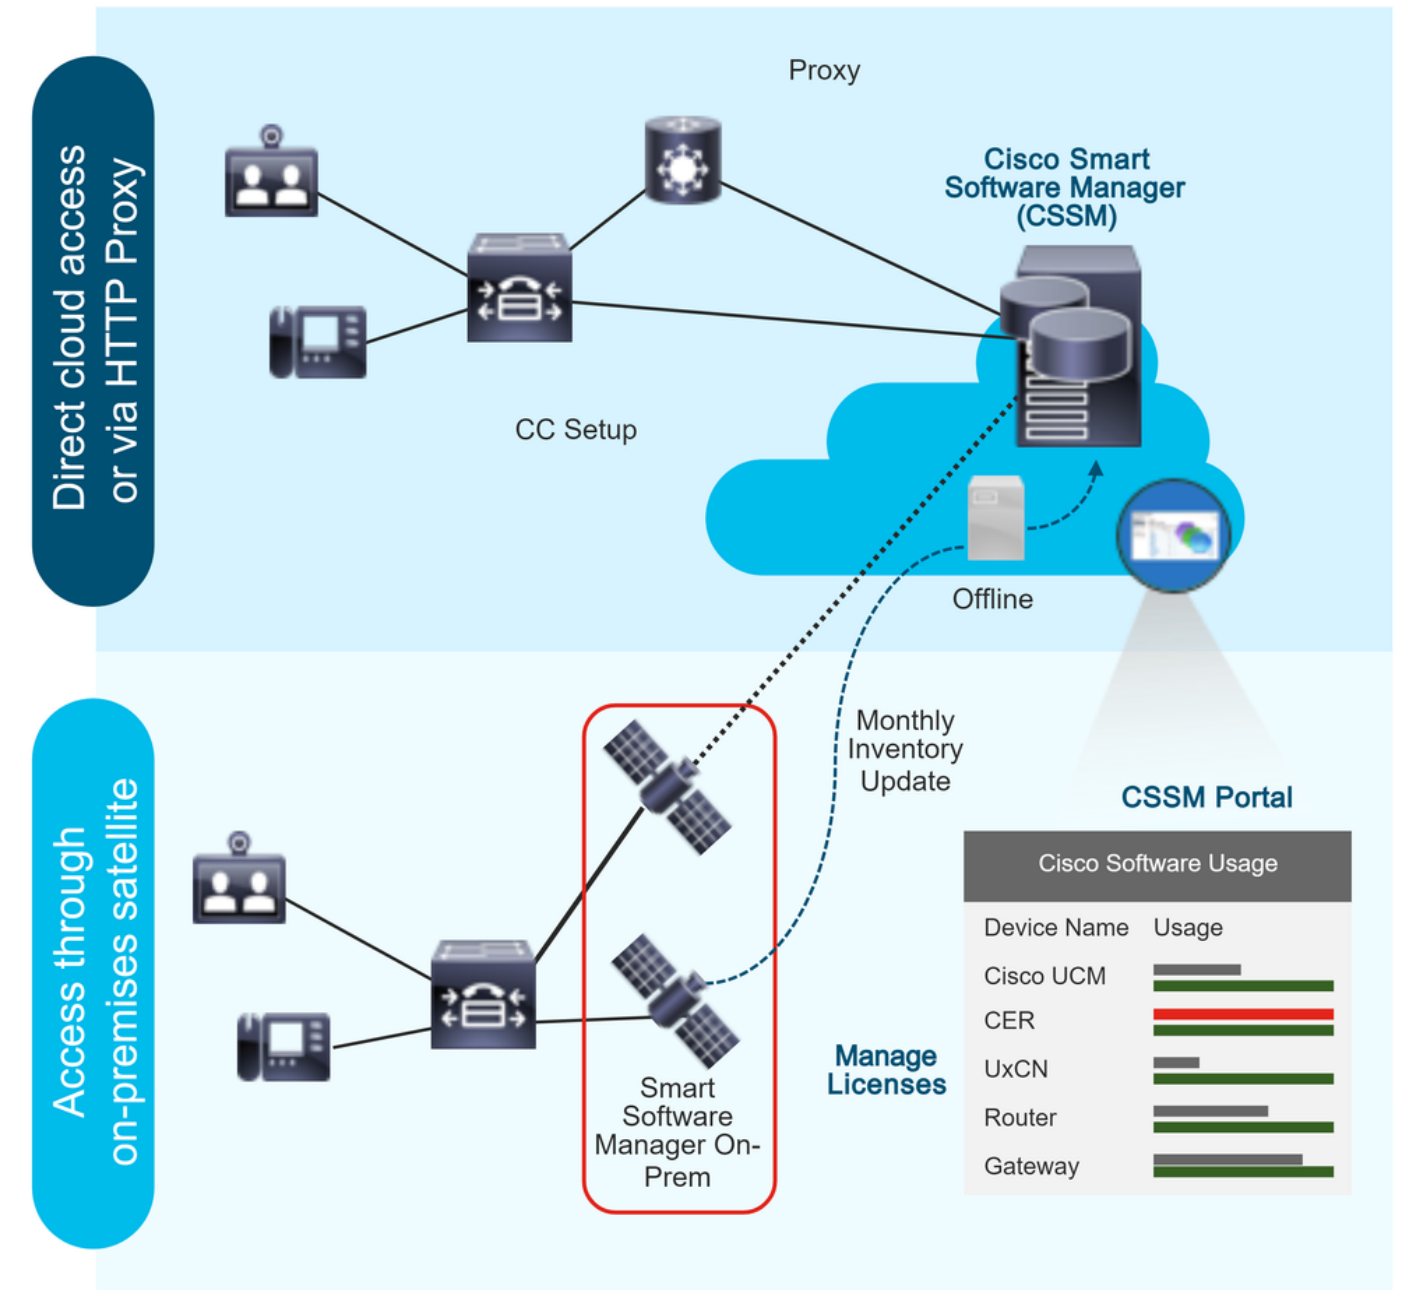 Direct cloud access
or via HTTP Proxy
Proxy
Cisco Smart
Software Manager
(CSSM)
CC Setup
Offline
Access through
on-premises satellite
Monthly
Inventory
Update
Smart
Software
Manager On-
Prem
CSSM Portal
Manage
Licenses
Cisco Software Usage
Device Name Usage
Cisco UCM
CER
UxCN
Router
Gateway